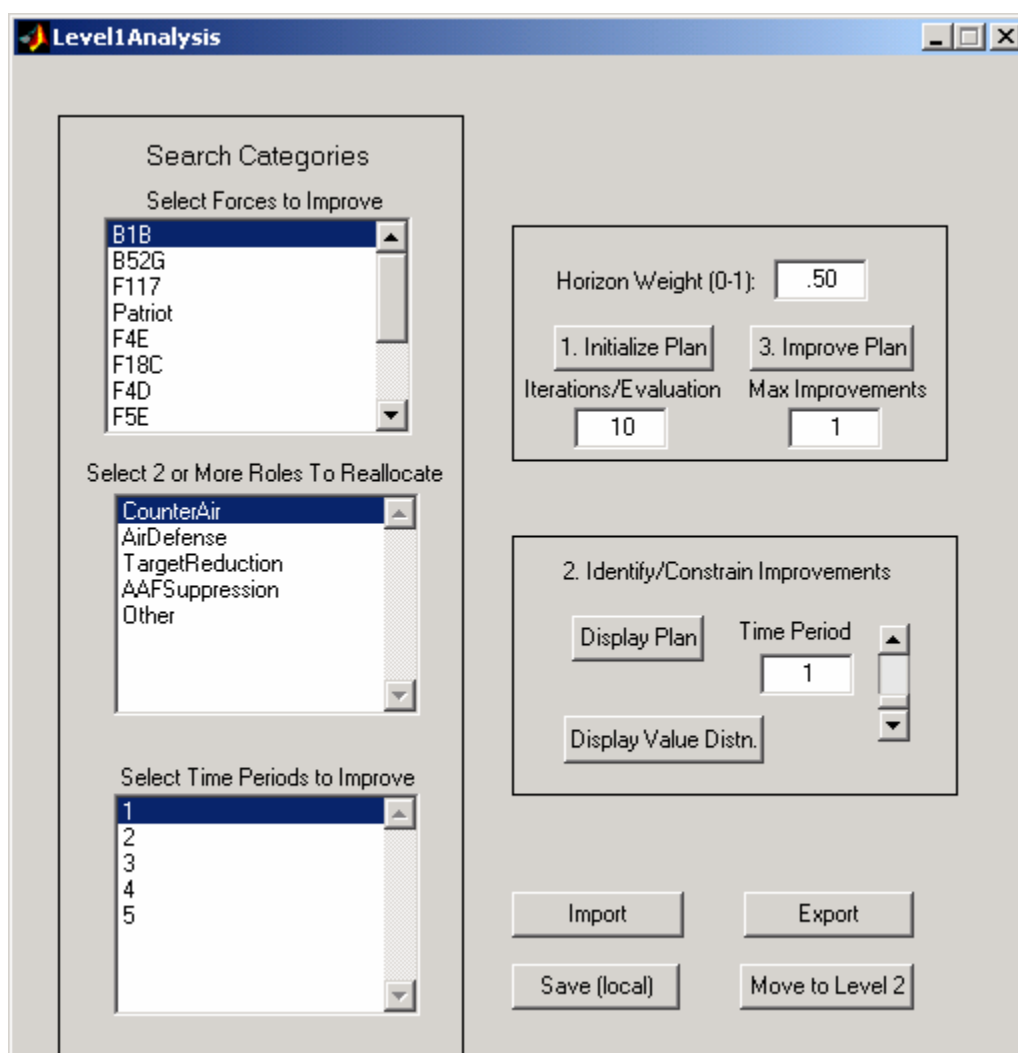 Level1Analysis
Search Categories
Select Forces to Improve
B1B
B52G
F117
Patriot
F4E
F18C
F4D
F5E
Select 2 or More Roles To Reallocate
CounterAir
AirDefense
TargetReduction
AAFSuppression
Other
Select Time Periods to Improve
1
2
3
4
5
Horizon Weight (0-1): .50
1. Initialize Plan 3. Improve Plan
Iterations/Evaluation Max Improvements
10 1
2. Identify/Constrain Improvements
Display Plan Time Period
1
Display Value Distn.
Import Export
Save (local) Move to Level 2